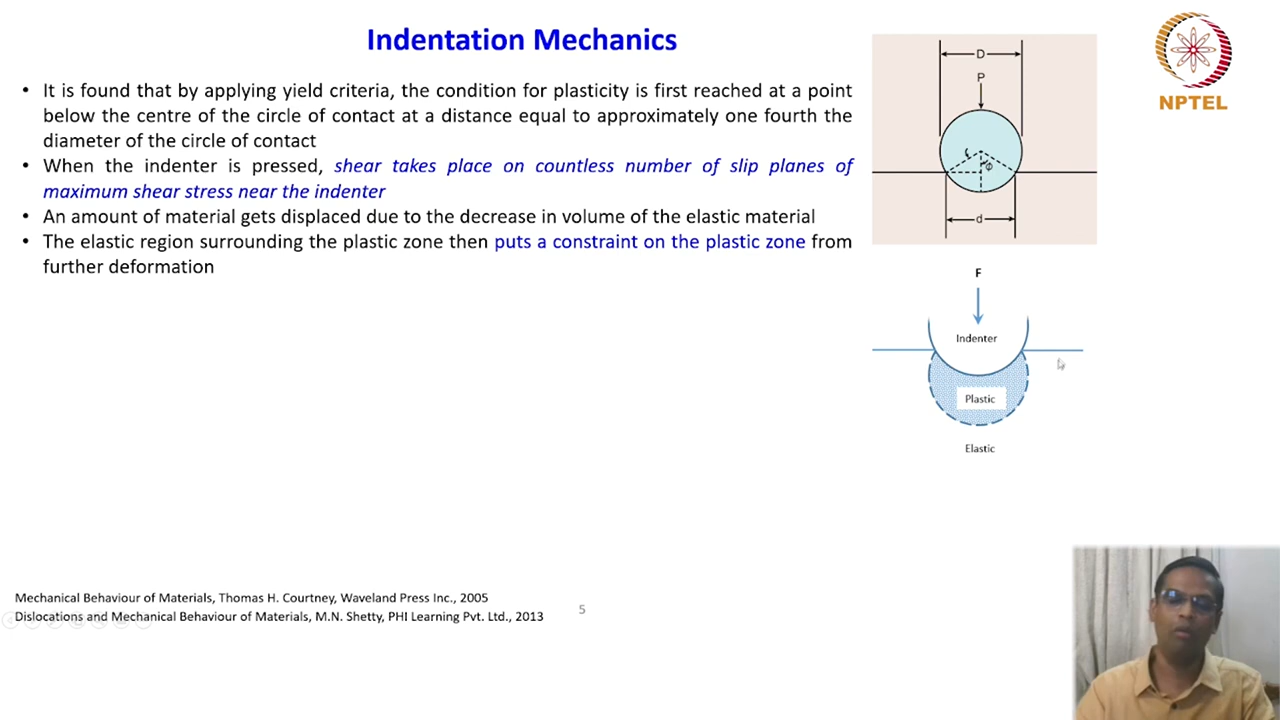 Indentation Mechanics
• It is found that by applying yield criteria, the condition for plasticity is first reached at a point
below the centre of the circle of contact at a distance equal to approximately one fourth the
diameter of the circle of contact
• When the indenter is pressed, shear takes place on countless number of slip planes of
maximum shear stress near the indenter
• An amount of material gets displaced due to the decrease in volume of the elastic material
• The elastic region surrounding the plastic zone then puts a constraint on the plastic zone from
further deformation
D
P
ϕ
d
F
Indenter
Plastic
Elastic
NPTEL
Mechanical Behaviour of Materials, Thomas H. Courtney, Waveland Press Inc., 2005
Dislocations and Mechanical Behaviour of Materials, M.N. Shetty, PHI Learning Pvt. Ltd., 2013
5